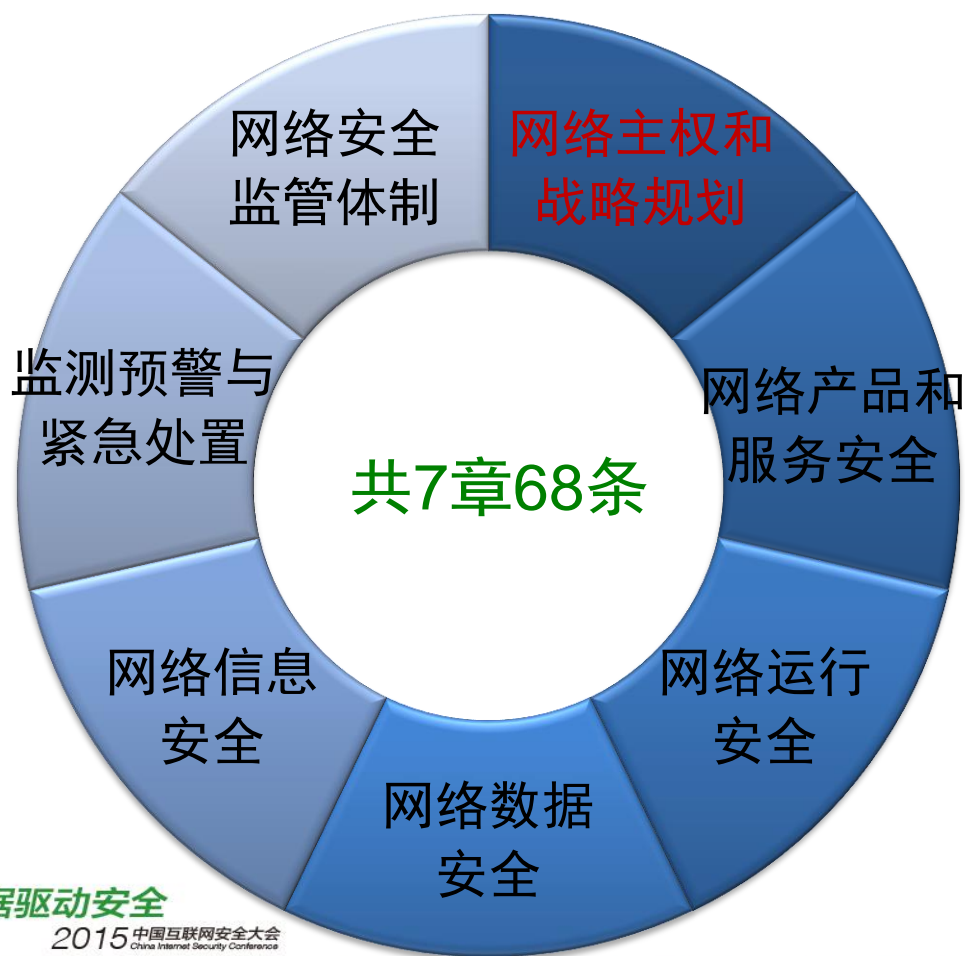 网络安全
监管体制
网络主权和
战略规划
监测预警与
紧急处置
网络产品和
服务安全
共7章68条
网络信息
安全
网络运行
安全
网络数据
安全
据驱动安全
2015 中国互联网安全大会
China Internet Security Conference